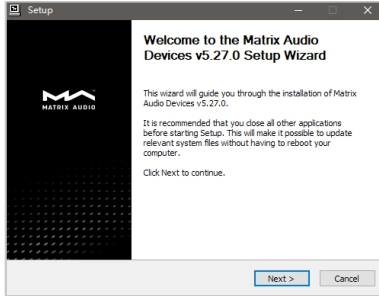 Setup
Welcome to the Matrix Audio
Devices v5.27.0 Setup Wizard
MATRIX AUDIO
This wizard will guide you through the installation of Matrix
Audio Devices v5.27.0.
It is recommended that you close all other applications
before starting Setup. This will make it possible to update
relevant system files without having to reboot your
computer.
Click Next to continue.
Next >
Cancel